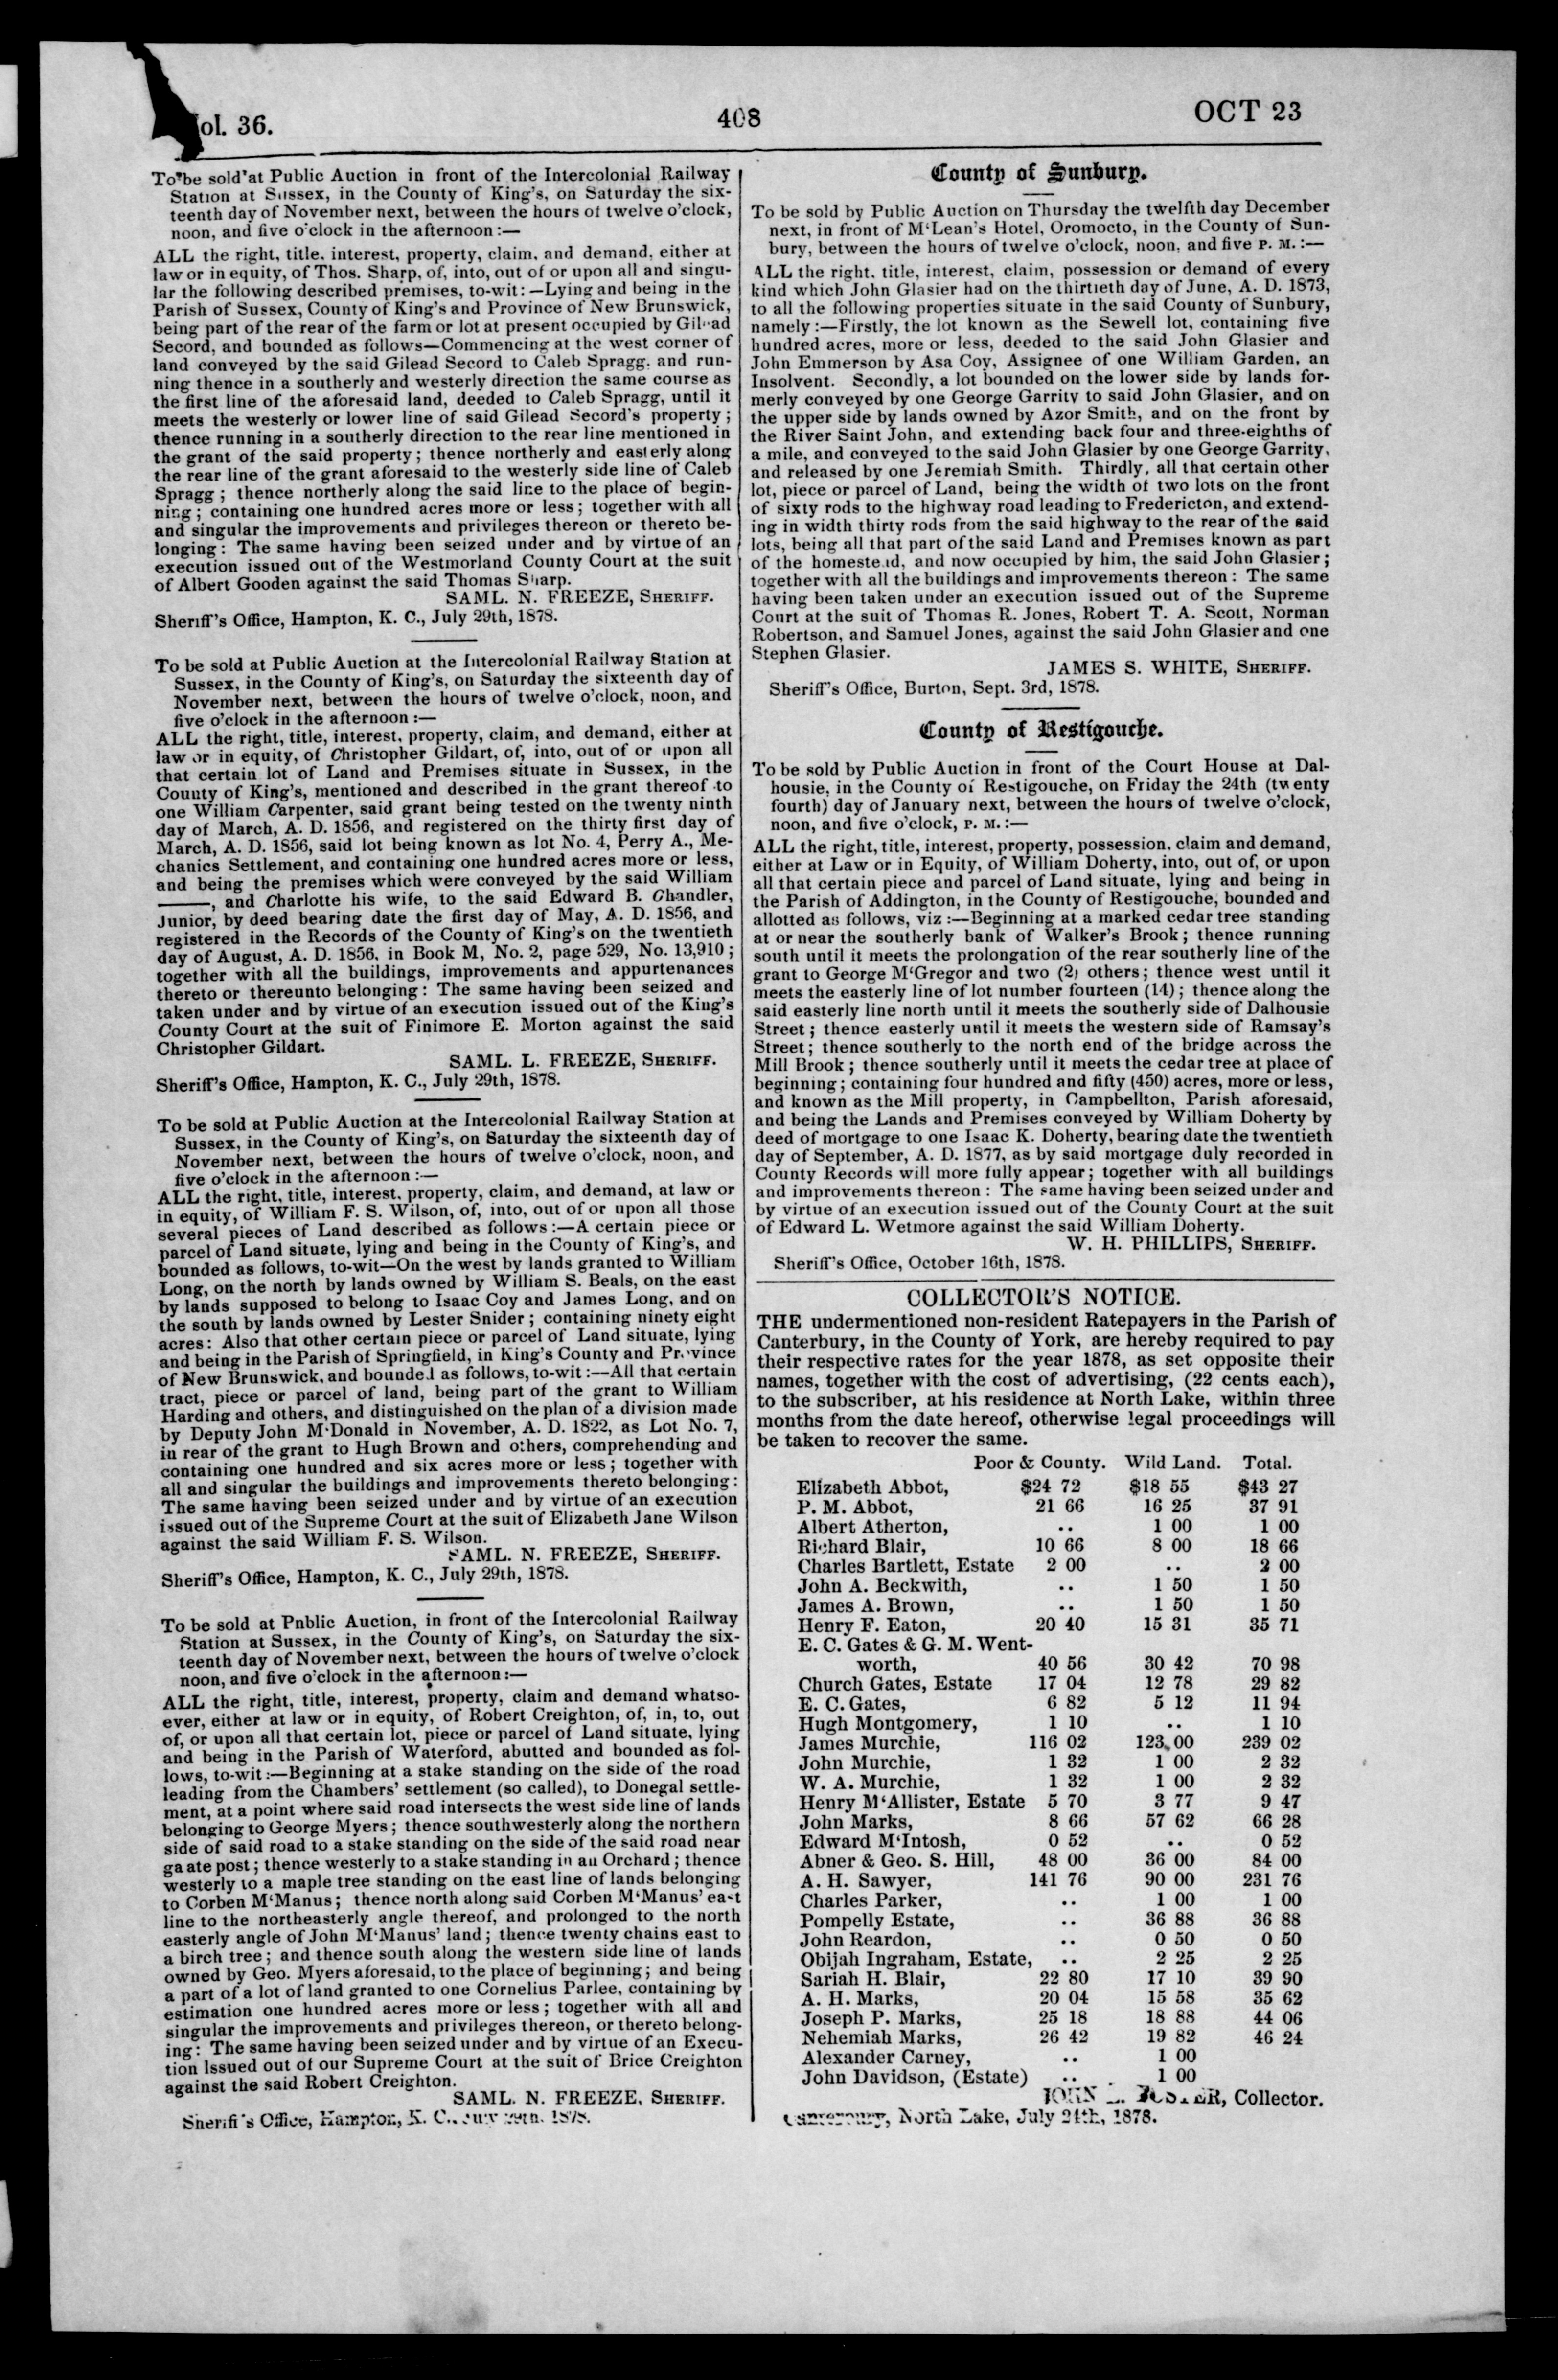 ol. 36.
408
OCT 23
To be sold at Public Auction in front of the Intercolonial Railway
Station at Sussex, in the County of King's, on Saturday the six-
teenth day of November next, between the hours of twelve o'clock,
noon, and five o'clock in the afternoon :—
ALL the right, title, interest, property, claim, and demand, either at
law or in equity, of Thos. Sharp, of, into, out of or upon all and singu-
lar the following described premises, to-wit: —Lying and being in the
Parish of Sussex, County of King's and Province of New Brunswick,
being part of the rear of the farm or lot at present occupied by Gilead
Secord, and bounded as follows—Commencing at the west corner of
land conveyed by the said Gilead Secord to Caleb Spragg, and run-
ning thence in a southerly and westerly direction the same course as
the first line of the aforesaid land, deeded to Caleb Spragg, until it
meets the westerly or lower line of said Gilead Secord's property ;
thence running in a southerly direction to the rear line mentioned in
the grant of the said property ; thence northerly and easterly along
the rear line of the grant aforesaid to the westerly side line of Caleb
Spragg ; thence northerly along the said line to the place of begin-
ning ; containing one hundred acres more or less ; together with all
and singular the improvements and privileges thereon or thereto be-
longing : The same having been seized under and by virtue of an
execution issued out of the Westmorland County Court at the suit
of Albert Gooden against the said Thomas Sharp.
SAML. N. FREEZE, SHERIFF.
Sheriff's Office, Hampton, K. C., July 29th, 1878.
To be sold at Public Auction at the Intercolonial Railway Station at
Sussex, in the County of King's, on Saturday the sixteenth day of
November next, between the hours of twelve o'clock, noon, and
five o'clock in the afternoon :—
ALL the right, title, interest, property, claim, and demand, either at
law or in equity, of Christopher Gildart, of, into, out of or upon all
that certain lot of Land and Premises situate in Sussex, in the
County of King's, mentioned and described in the grant thereof to
one William Carpenter, said grant being tested on the twenty ninth
day of March, A. D. 1856, and registered on the thirty first day of
March, A. D. 1856, said lot being known as lot No. 4, Perry A., Me-
chanics Settlement, and containing one hundred acres more or less,
and being the premises which were conveyed by the said William
———, and Charlotte his wife, to the said Edward B. Chandler,
Junior, by deed bearing date the first day of May, A. D. 1856, and
registered in the Records of the County of King's on the twentieth
day of August, A. D. 1856, in Book M, No. 2, page 529, No. 13,910 ;
together with all the buildings, improvements and appurtenances
thereto or thereunto belonging : The same having been seized and
taken under and by virtue of an execution issued out of the King's
County Court at the suit of Finimore E. Morton against the said
Christopher Gildart.
SAML. L. FREEZE, SHERIFF.
Sheriff's Office, Hampton, K. C., July 29th, 1878.
To be sold at Public Auction at the Intercolonial Railway Station at
Sussex, in the County of King's, on Saturday the sixteenth day of
November next, between the hours of twelve o'clock, noon, and
five o'clock in the afternoon :—
ALL the right, title, interest, property, claim, and demand, at law or
in equity, of William F. S. Wilson, of, into, out of or upon all those
several pieces of Land described as follows :—A certain piece or
parcel of Land situate, lying and being in the County of King's, and
bounded as follows, to-wit—On the west by lands granted to William
Long, on the north by lands owned by William S. Beals, on the east
by lands supposed to belong to Isaac Coy and James Long, and on
the south by lands owned by Lester Snider ; containing ninety eight
acres : Also that other certain piece or parcel of Land situate, lying
and being in the Parish of Springfield, in King's County and Province
of New Brunswick, and bounded as follows, to-wit :—All that certain
tract, piece or parcel of land, being part of the grant to William
Harding and others, and distinguished on the plan of a division made
by Deputy John M'Donald in November, A. D. 1822, as Lot No. 7,
in rear of the grant to Hugh Brown and others, comprehending and
containing one hundred and six acres more or less ; together with
all and singular the buildings and improvements thereto belonging :
The same having been seized under and by virtue of an execution
issued out of the Supreme Court at the suit of Elizabeth Jane Wilson
against the said William F. S. Wilson.
SAML. N. FREEZE, SHERIFF.
Sheriff's Office, Hampton, K. C., July 29th, 1878.
To be sold at Pnblic Auction, in front of the Intercolonial Railway
Station at Sussex, in the County of King's, on Saturday the six-
teenth day of November next, between the hours of twelve o'clock
noon, and five o'clock in the afternoon :—
ALL the right, title, interest, property, claim and demand whatso-
ever, either at law or in equity, of Robert Creighton, of, in, to, out
of, or upon all that certain lot, piece or parcel of Land situate, lying
and being in the Parish of Waterford, abutted and bounded as fol-
lows, to-wit :—Beginning at a stake standing on the side of the road
leading from the Chambers' settlement (so called), to Donegal settle-
ment, at a point where said road intersects the west side line of lands
belonging to George Myers ; thence southwesterly along the northern
side of said road to a stake standing on the side of the said road near
ga ate post ; thence westerly to a stake standing in an Orchard ; thence
westerly to a maple tree standing on the east line of lands belonging
to Corben M'Manus ; thence north along said Corben M'Manus' east
line to the northeasterly angle thereof, and prolonged to the north
easterly angle of John M'Manus' land ; thence twenty chains east to
a birch tree ; and thence south along the western side line of lands
owned by Geo. Myers aforesaid, to the place of beginning ; and being
a part of a lot of land granted to one Cornelius Parlee, containing by
estimation one hundred acres more or less ; together with all and
singular the improvements and privileges thereon, or thereto belong-
ing : The same having been seized under and by virtue of an Execu-
tion Issued out of our Supreme Court at the suit of Brice Creighton
against the said Robert Creighton.
SAML. N. FREEZE, SHERIFF.
Sheriff's Office, Hampton, K. C., July 29th, 1878.
County of Sunbury.
To be sold by Public Auction on Thursday the twelfth day December
next, in front of M'Lean's Hotel, Oromocto, in the County of Sun-
bury, between the hours of twelve o'clock, noon, and five P. M. :—
ALL the right, title, interest, claim, possession or demand of every
kind which John Glasier had on the thirtieth day of June, A. D. 1873,
to all the following properties situate in the said County of Sunbury,
namely :—Firstly, the lot known as the Sewell lot, containing five
hundred acres, more or less, deeded to the said John Glasier and
John Emmerson by Asa Coy, Assignee of one William Garden, an
Insolvent. Secondly, a lot bounded on the lower side by lands for-
merly conveyed by one George Garrity to said John Glasier, and on
the upper side by lands owned by Azor Smith, and on the front by
the River Saint John, and extending back four and three-eighths of
a mile, and conveyed to the said John Glasier by one George Garrity,
and released by one Jeremiah Smith. Thirdly, all that certain other
lot, piece or parcel of Land, being the width of two lots on the front
of sixty rods to the highway road leading to Fredericton, and extend-
ing in width thirty rods from the said highway to the rear of the said
lots, being all that part of the said Land and Premises known as part
of the homestead, and now occupied by him, the said John Glasier ;
together with all the buildings and improvements thereon : The same
having been taken under an execution issued out of the Supreme
Court at the suit of Thomas R. Jones, Robert T. A. Scott, Norman
Robertson, and Samuel Jones, against the said John Glasier and one
Stephen Glasier.
JAMES S. WHITE, SHERIFF.
Sheriff's Office, Burton, Sept. 3rd, 1878.
County of Restigouche.
To be sold by Public Auction in front of the Court House at Dal-
housie, in the County of Restigouche, on Friday the 24th (twenty
fourth) day of January next, between the hours of twelve o'clock,
noon, and five o'clock, P. M. :—
ALL the right, title, interest, property, possession, claim and demand,
either at Law or in Equity, of William Doherty, into, out of, or upon
all that certain piece and parcel of Land situate, lying and being in
the Parish of Addington, in the County of Restigouche, bounded and
allotted as follows, viz :—Beginning at a marked cedar tree standing
at or near the southerly bank of Walker's Brook ; thence running
south until it meets the prolongation of the rear southerly line of the
grant to George M'Gregor and two (2) others ; thence west until it
meets the easterly line of lot number fourteen (14) ; thence along the
said easterly line north until it meets the southerly side of Dalhousie
Street ; thence easterly until it meets the western side of Ramsay's
Street ; thence southerly to the north end of the bridge across the
Mill Brook ; thence southerly until it meets the cedar tree at place of
beginning ; containing four hundred and fifty (450) acres, more or less,
and known as the Mill property, in Campbellton, Parish aforesaid,
and being the Lands and Premises conveyed by William Doherty by
deed of mortgage to one Isaac K. Doherty, bearing date the twentieth
day of September, A. D. 1877, as by said mortgage duly recorded in
County Records will more fully appear ; together with all buildings
and improvements thereon : The same having been seized under and
by virtue of an execution issued out of the County Court at the suit
of Edward L. Wetmore against the said William Doherty.
W. H. PHILLIPS, SHERIFF.
Sheriff's Office, October 16th, 1878.
COLLECTOR'S NOTICE.
THE undermentioned non-resident Ratepayers in the Parish of
Canterbury, in the County of York, are hereby required to pay
their respective rates for the year 1878, as set opposite their
names, together with the cost of advertising, (22 cents each),
to the subscriber, at his residence at North Lake, within three
months from the date hereof, otherwise legal proceedings will
be taken to recover the same.
Poor & County. Wild Land. Total.
Elizabeth Abbot, $24 72 $18 55 $43 27
P. M. Abbot, 21 66 16 25 37 91
Albert Atherton, .. 1 00 1 00
Richard Blair, 10 66 8 00 18 66
Charles Bartlett, Estate 2 00 .. 2 00
John A. Beckwith, .. 1 50 1 50
James A. Brown, .. 1 50 1 50
Henry F. Eaton, 20 40 15 31 35 71
E. C. Gates & G. M. Went-
worth, 40 56 30 42 70 98
Church Gates, Estate 17 04 12 78 29 82
E. C. Gates, 6 82 5 12 11 94
Hugh Montgomery, 1 10 .. 1 10
James Murchie, 116 02 123 00 239 02
John Murchie, 1 32 1 00 2 32
W. A. Murchie, 1 32 1 00 2 32
Henry M'Allister, Estate 5 70 3 77 9 47
John Marks, 8 66 57 62 66 28
Edward M'Intosh, 0 52 .. 0 52
Abner & Geo. S. Hill, 48 00 36 00 84 00
A. H. Sawyer, 141 76 90 00 231 76
Charles Parker, .. 1 00 1 00
Pompelly Estate, .. 36 88 36 88
John Reardon, .. 0 50 0 50
Obijah Ingraham, Estate, .. 2 25 2 25
Sariah H. Blair, 22 80 17 10 39 90
A. H. Marks, 20 04 15 58 35 62
Joseph P. Marks, 25 18 18 88 44 06
Nehemiah Marks, 26 42 19 82 46 24
Alexander Carney, .. 1 00
John Davidson, (Estate) .. 1 00
JOHN FOSTER, Collector.
Canterbury, North Lake, July 24th, 1878.